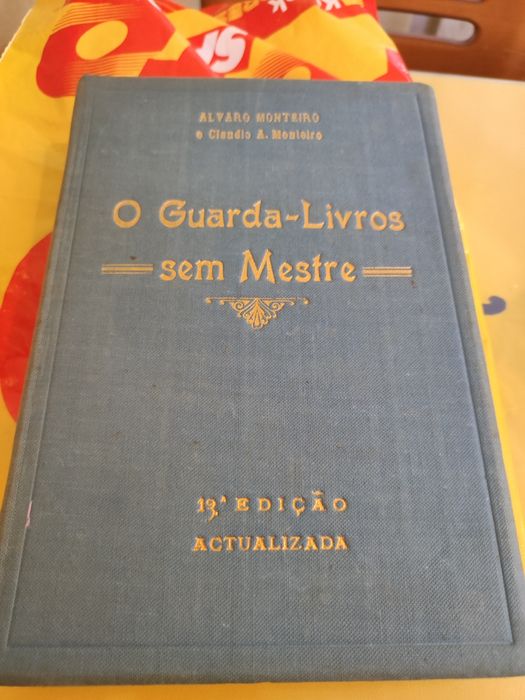 ALVARO MONTEIRO
e Claudio A. Monteiro
O Guarda-Livros
sem Mestre
13.ª EDIÇÃO
ACTUALIZADA